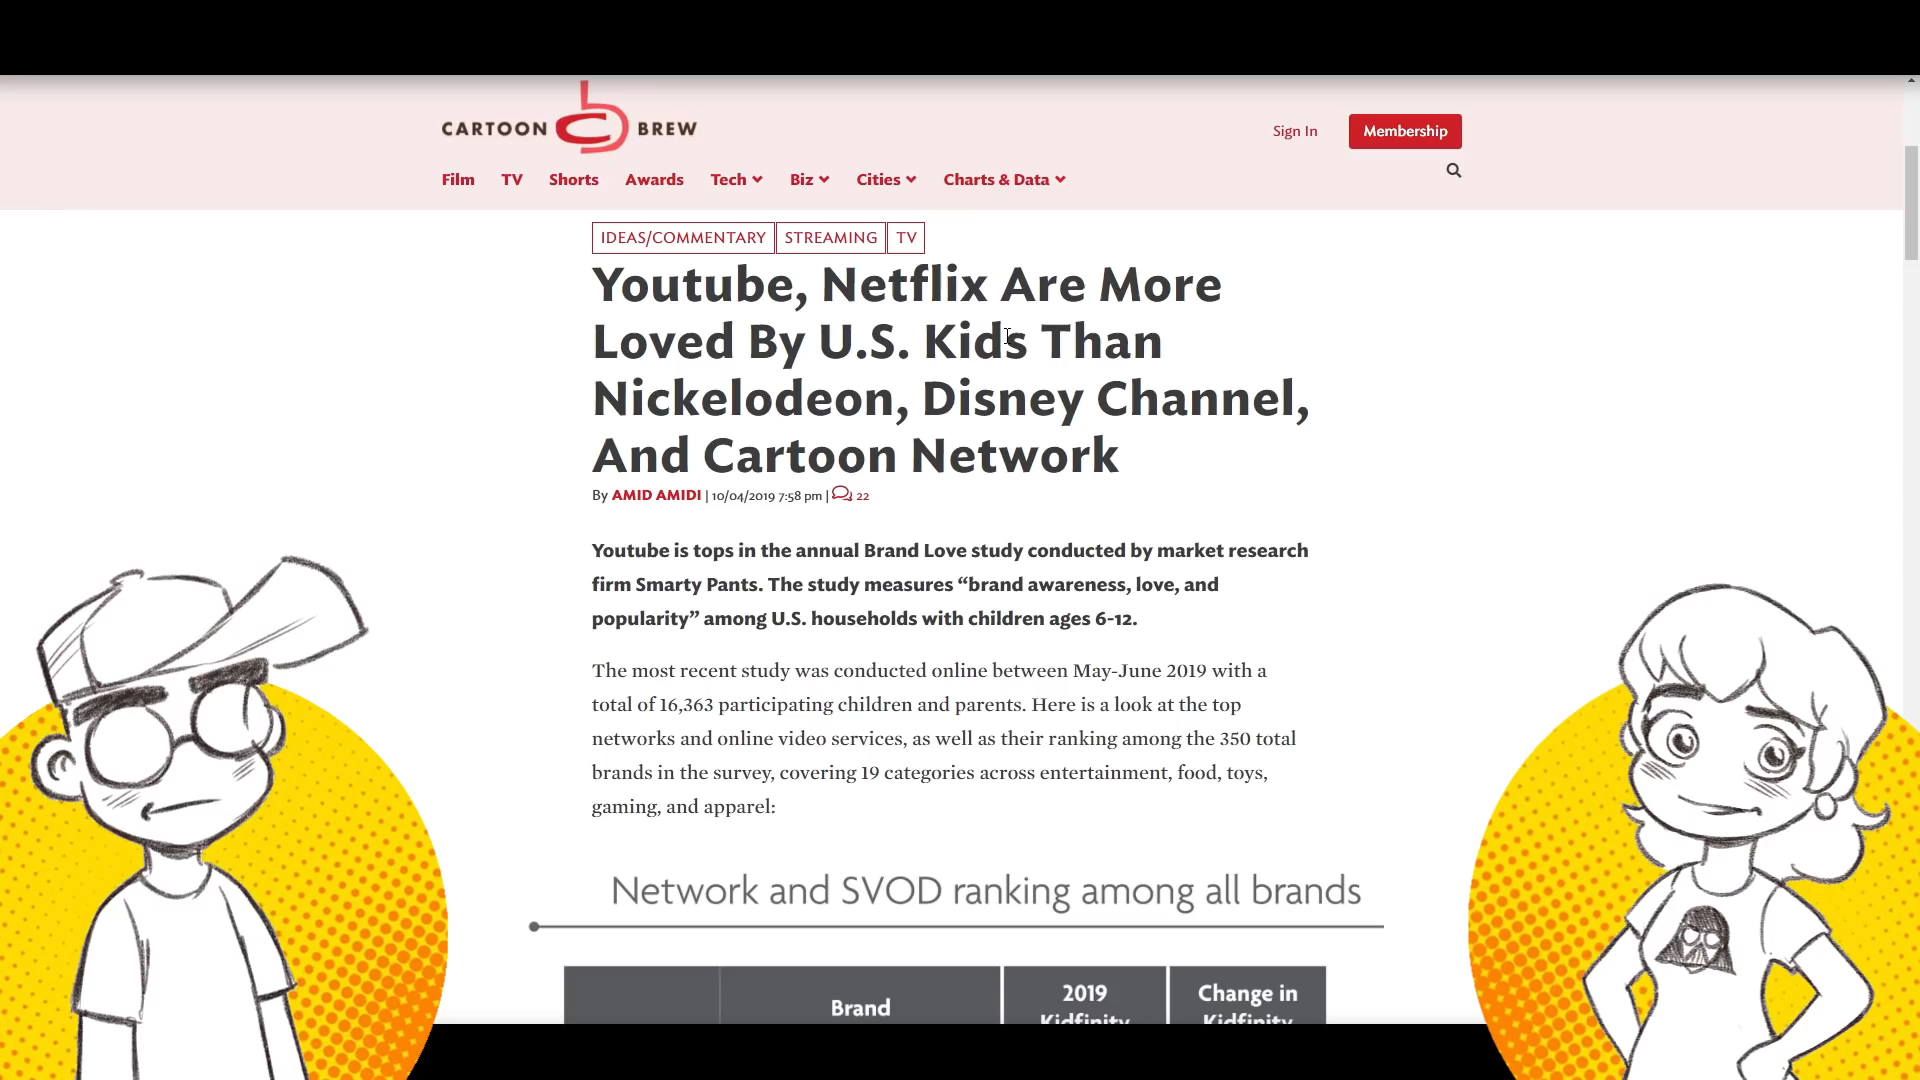 CARTOON BREW
Sign In
Membership
Film TV Shorts Awards Tech Biz Cities Charts & Data
IDEAS/COMMENTARY STREAMING TV
Youtube, Netflix Are More
Loved By U.S. Kids Than
Nickelodeon, Disney Channel,
And Cartoon Network
By AMID AMIDI | 10/04/2019 7:58 pm | 22
Youtube is tops in the annual Brand Love study conducted by market research
firm Smarty Pants. The study measures “brand awareness, love, and
popularity” among U.S. households with children ages 6-12.
The most recent study was conducted online between May-June 2019 with a
total of 16,363 participating children and parents. Here is a look at the top
networks and online video services, as well as their ranking among the 350 total
brands in the survey, covering 19 categories across entertainment, food, toys,
gaming, and apparel:
Network and SVOD ranking among all brands
Brand
2019
Kidfinity
Change in
Kidfinity